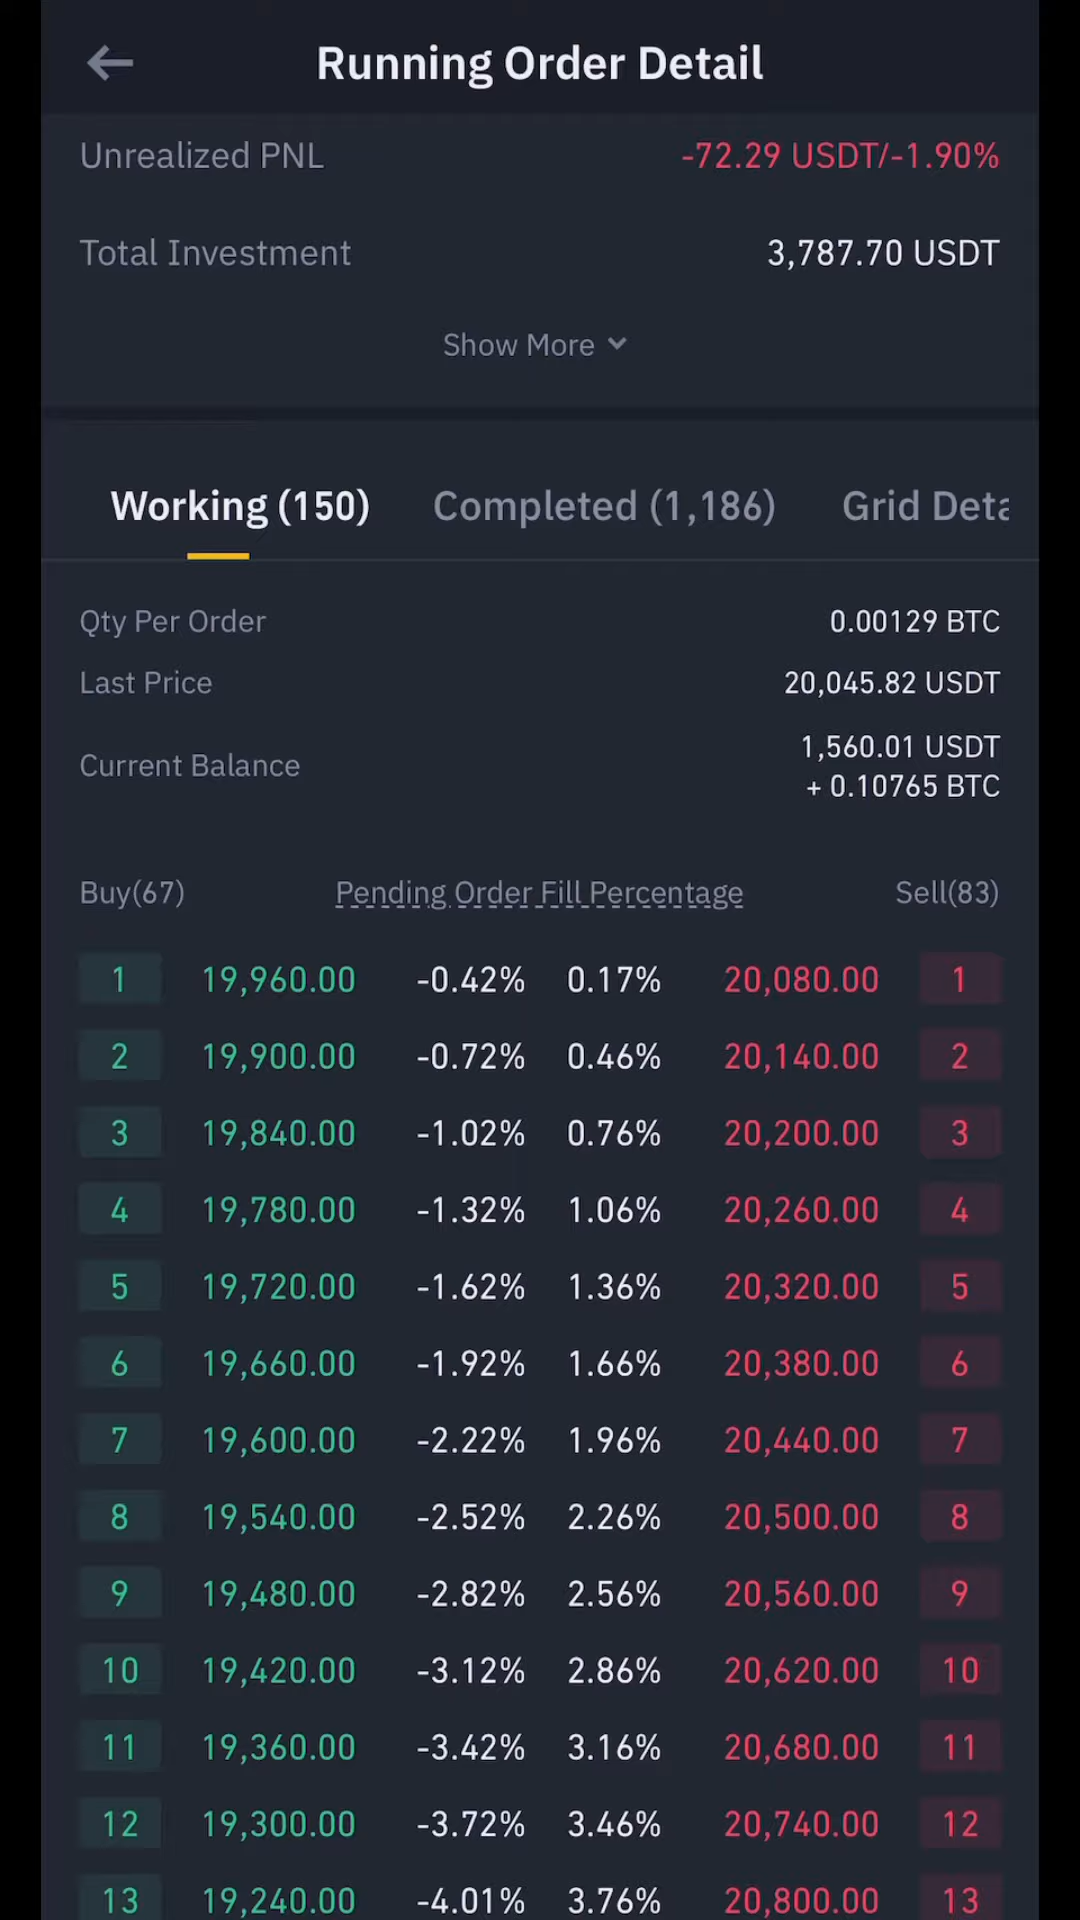 Running Order Detail
Unrealized PNL -72.29 USDT/-1.90%
Total Investment 3,787.70 USDT
Show More
Working (150) Completed (1,186) Grid Deta
Qty Per Order 0.00129 BTC
Last Price 20,045.82 USDT
Current Balance 1,560.01 USDT
+ 0.10765 BTC
Buy(67) Pending Order Fill Percentage Sell(83)
1 19,960.00 -0.42% 0.17% 20,080.00 1
2 19,900.00 -0.72% 0.46% 20,140.00 2
3 19,840.00 -1.02% 0.76% 20,200.00 3
4 19,780.00 -1.32% 1.06% 20,260.00 4
5 19,720.00 -1.62% 1.36% 20,320.00 5
6 19,660.00 -1.92% 1.66% 20,380.00 6
7 19,600.00 -2.22% 1.96% 20,440.00 7
8 19,540.00 -2.52% 2.26% 20,500.00 8
9 19,480.00 -2.82% 2.56% 20,560.00 9
10 19,420.00 -3.12% 2.86% 20,620.00 10
11 19,360.00 -3.42% 3.16% 20,680.00 11
12 19,300.00 -3.72% 3.46% 20,740.00 12
13 19,240.00 -4.01% 3.76% 20,800.00 13